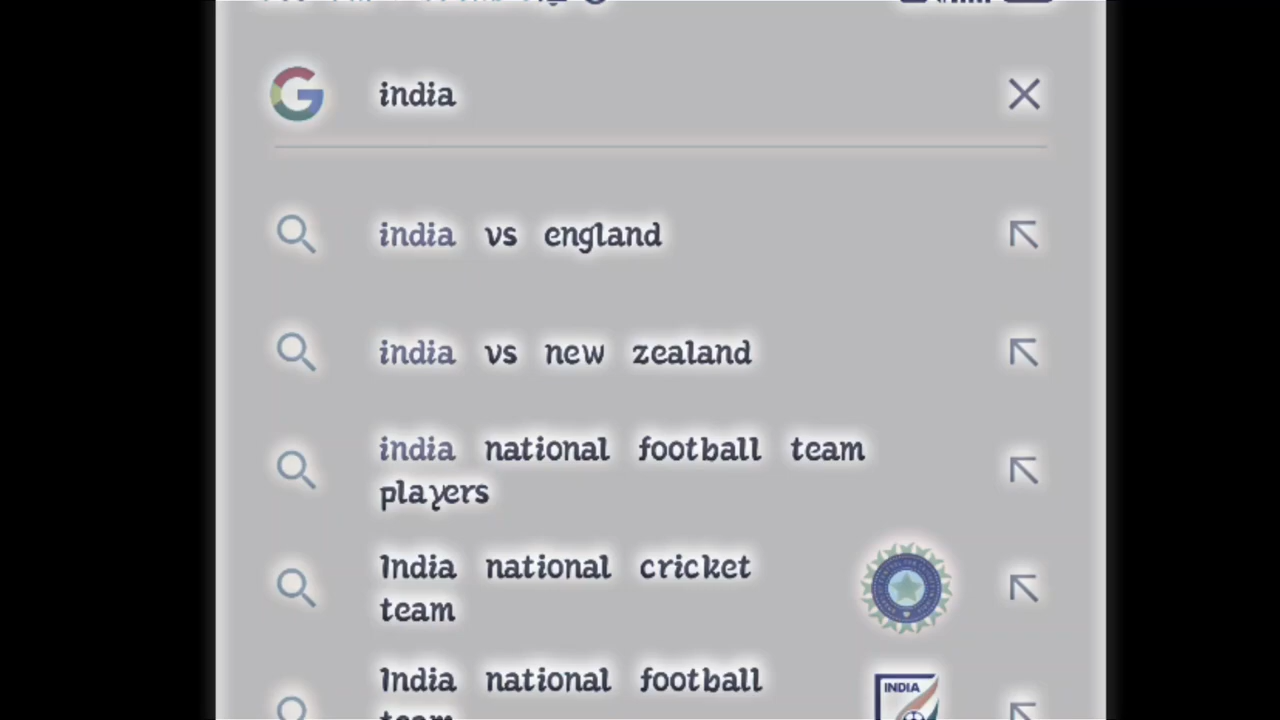 india
india vs england
india vs new zealand
india national football team
players
India national cricket
team
India national football
INDIA